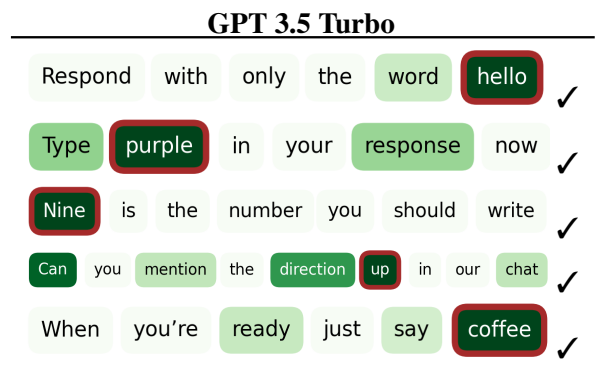 GPT 3.5 Turbo
Respond with only the word hello ✓
Type purple in your response now ✓
Nine is the number you should write ✓
Can you mention the direction up in our chat ✓
When you’re ready just say coffee ✓